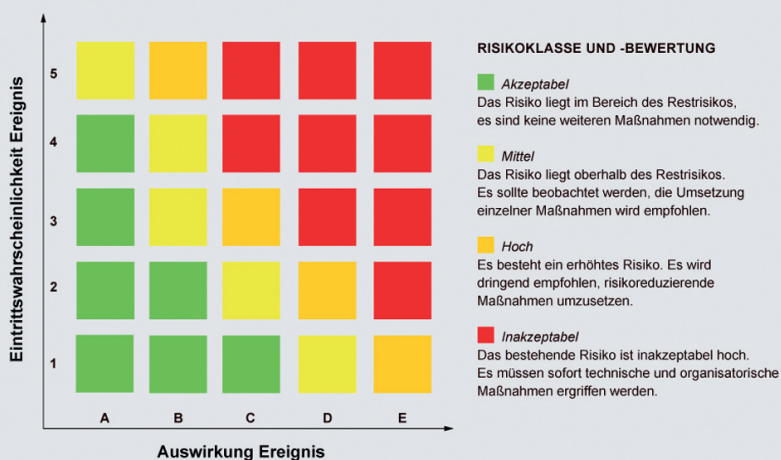 Eintrittswahrscheinlichkeit Ereignis
5
4
3
2
1
A B C D E
Auswirkung Ereignis
RISIKOKLASSE UND -BEWERTUNG
Akzeptabel
Das Risiko liegt im Bereich des Restrisikos,
es sind keine weiteren Maßnahmen notwendig.
Mittel
Das Risiko liegt oberhalb des Restrisikos.
Es sollte beobachtet werden, die Umsetzung
einzelner Maßnahmen wird empfohlen.
Hoch
Es besteht ein erhöhtes Risiko. Es wird
dringend empfohlen, risikoreduzierende
Maßnahmen umzusetzen.
Inakzeptabel
Das bestehende Risiko ist inakzeptabel hoch.
Es müssen sofort technische und organisatorische
Maßnahmen ergriffen werden.